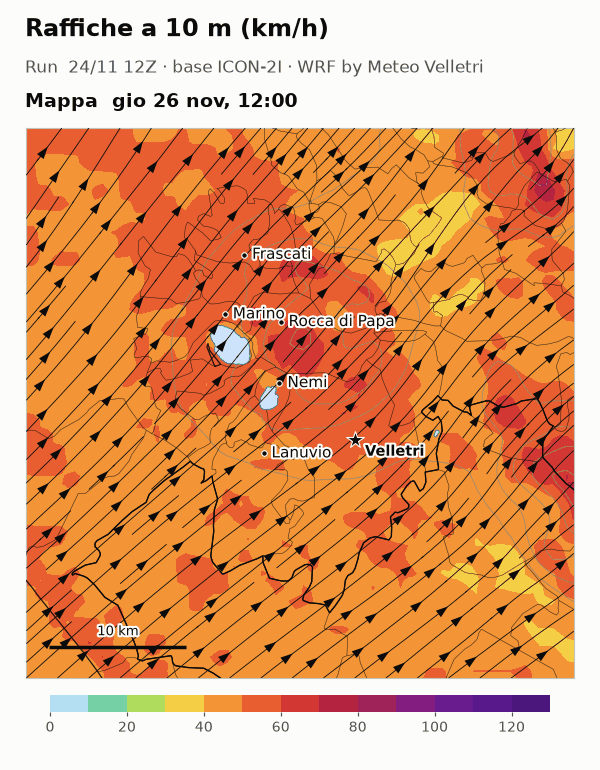 Raffiche a 10 m (km/h)
Run 24/11 12Z · base ICON-2I · WRF by Meteo Velletri
Mappa gio 26 nov, 12:00
Frascati
Marino
Rocca di Papa
Nemi
Velletri
Lanuvio
10 km
0 20 40 60 80 100 120